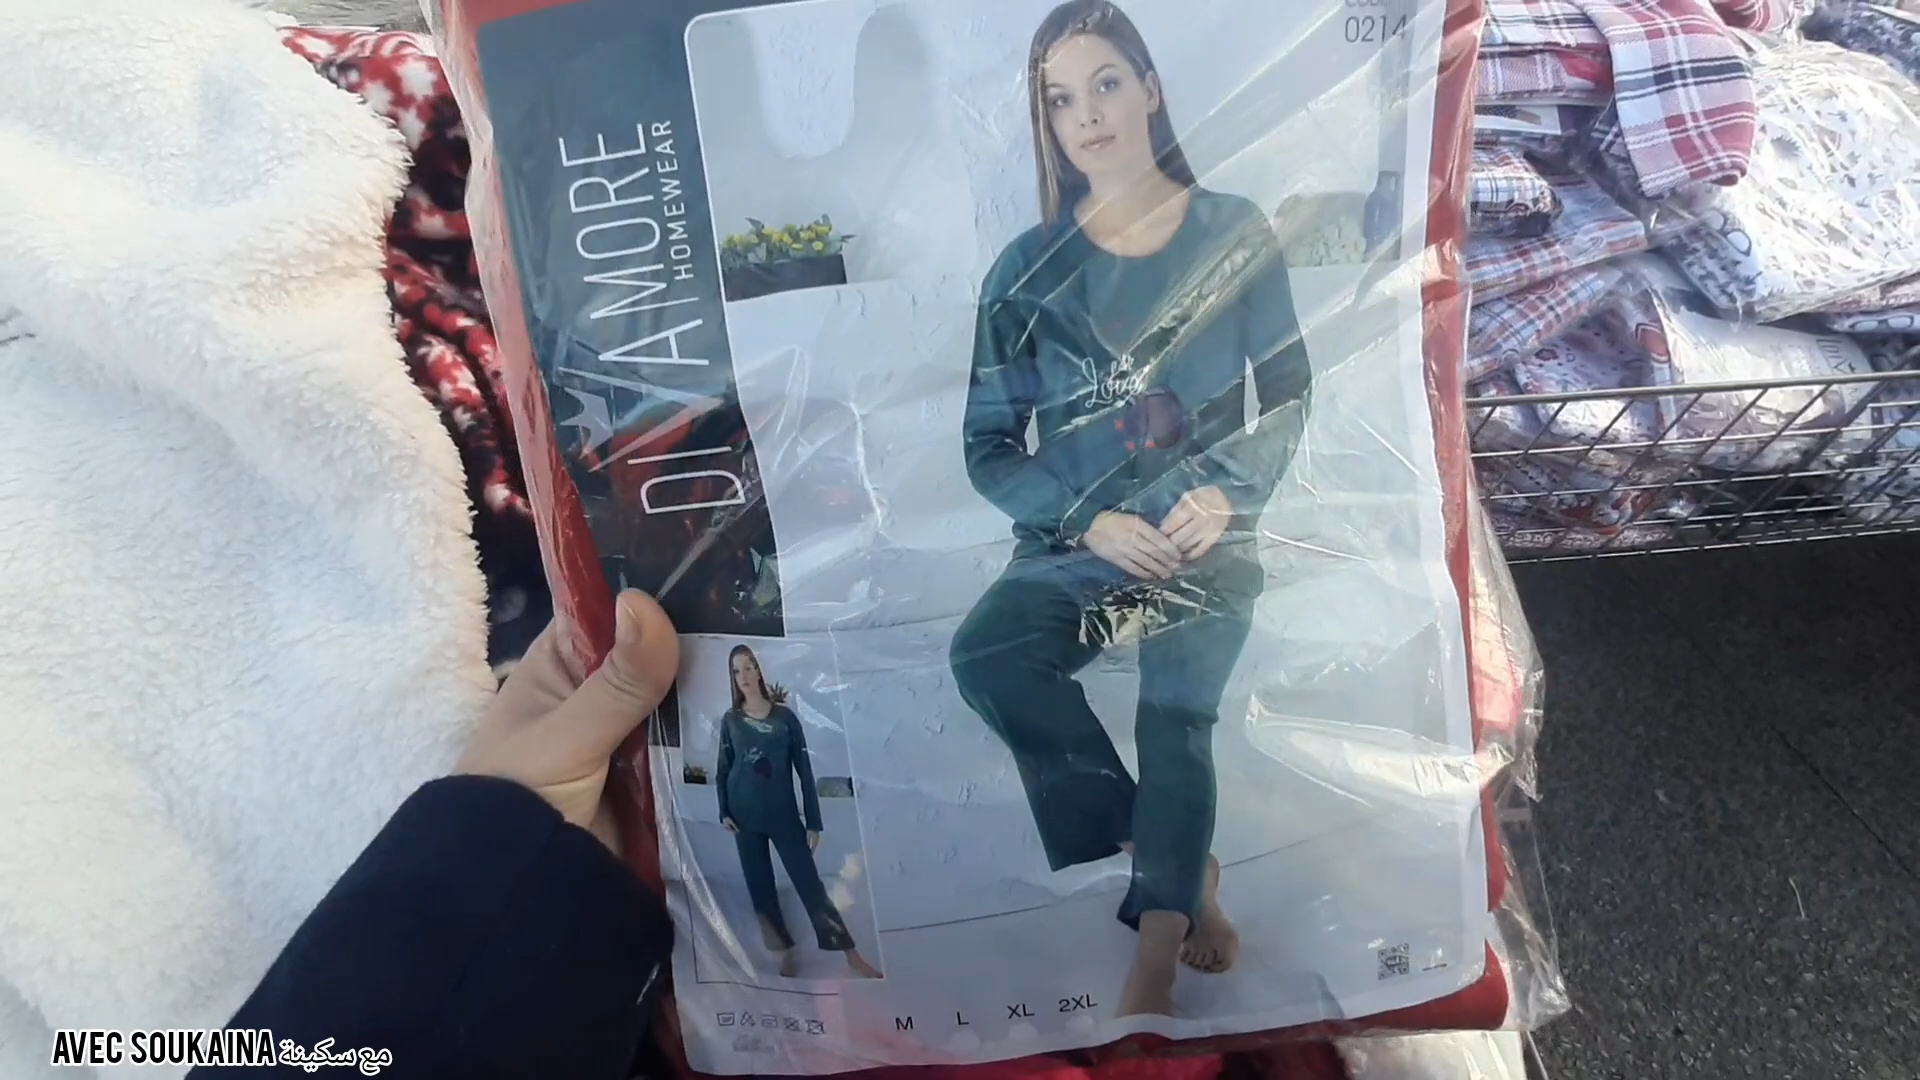 DIVAMORE
HOMEWEAR
0214
Love
M L XL 2XL
AVEC SOUKAINA مع سكينة